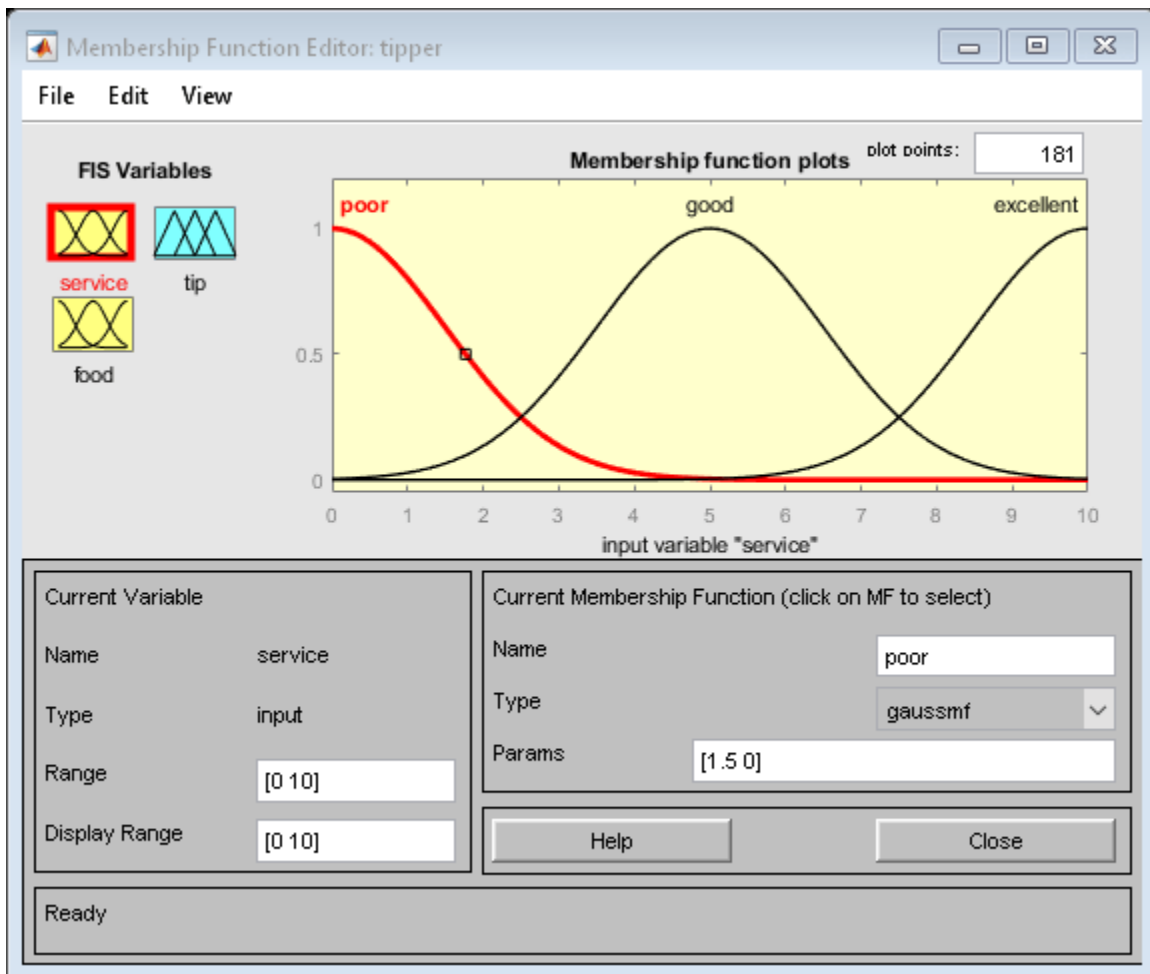 Membership Function Editor: tipper
File Edit View
FIS Variables
service
tip
food
Membership function plots
plot points:
181
poor
good
excellent
1
0.5
0
0 1 2 3 4 5 6 7 8 9 10
input variable "service"
Current Variable
Name service
Type input
Range [0 10]
Display Range [0 10]
Current Membership Function (click on MF to select)
Name poor
Type gaussmf
Params [1.5 0]
Help
Close
Ready